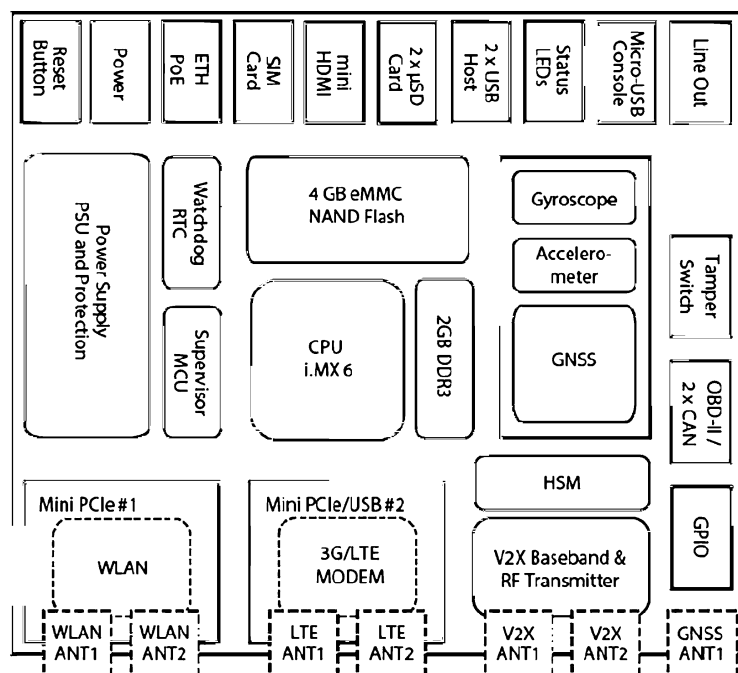 Reset
Button
Power
ETH
PoE
SIM
Card
mini
HDMI
2 x µSD
Card
2 x USB
Host
Status
LEDs
Micro-USB
Console
Line Out
Power Supply
PSU and Protection
Watchdog
RTC
4 GB eMMC
NAND Flash
Gyroscope
Accelero-
meter
GNSS
Tamper
Switch
Supervisor
MCU
CPU
i.MX 6
2GB DDR3
OBD-II /
2 x CAN
HSM
GPIO
Mini PCIe #1
WLAN
Mini PCIe/USB #2
3G/LTE
MODEM
V2X Baseband &
RF Transmitter
WLAN
ANT1
WLAN
ANT2
LTE
ANT1
LTE
ANT2
V2X
ANT1
V2X
ANT2
GNSS
ANT1